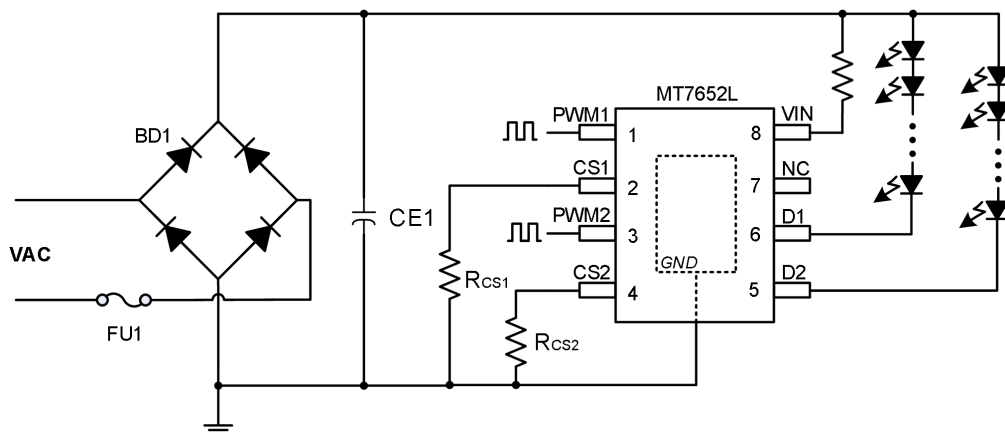 MT7652L
BD1
VAC
FU1
CE1
RCS1
RCS2
PWM1
1
CS1
2
PWM2
3
CS2
4
GND
VIN
8
NC
7
D1
6
D2
5